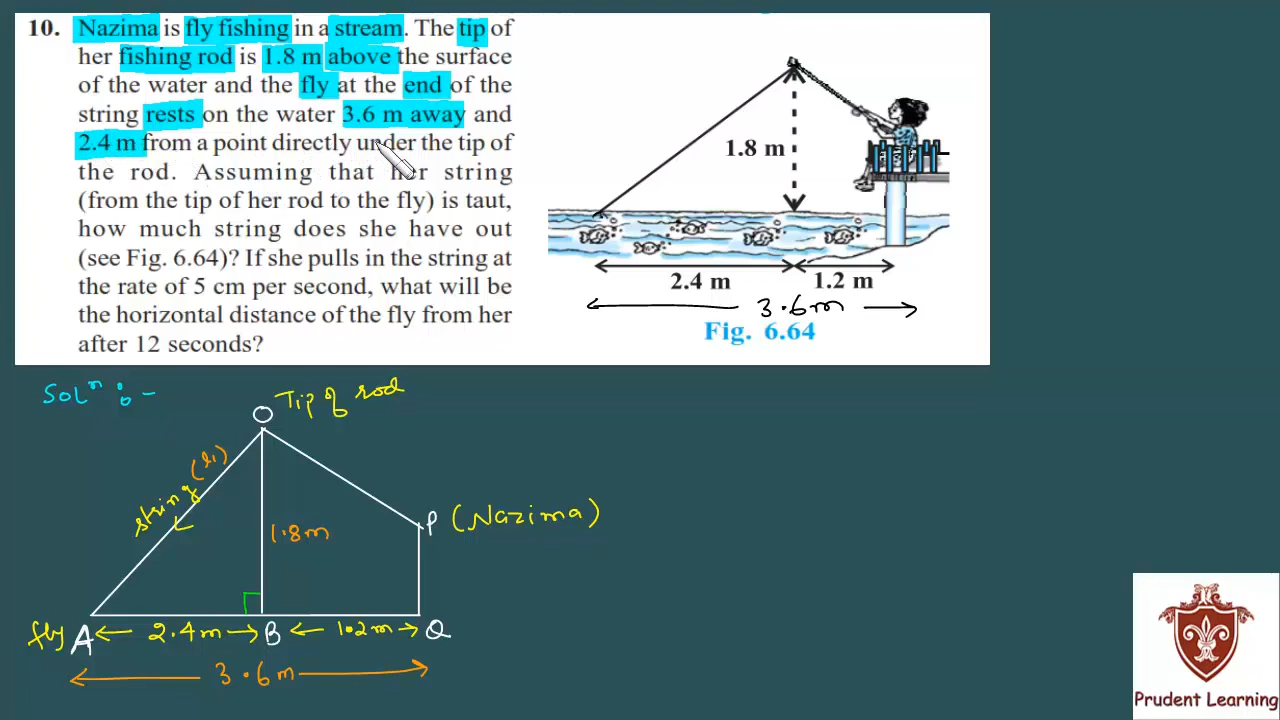 10. Nazima is fly fishing in a stream. The tip of
her fishing rod is 1.8 m above the surface
of the water and the fly at the end of the
string rests on the water 3.6 m away and
2.4 m from a point directly under the tip of
the rod. Assuming that her string
(from the tip of her rod to the fly) is taut,
how much string does she have out
(see Fig. 6.64)? If she pulls in the string at
the rate of 5 cm per second, what will be
the horizontal distance of the fly from her
after 12 seconds?
1.8 m
2.4 m
1.2 m
3.6m
Fig. 6.64
Solⁿ :-
Tip of rod
string
1.8m
P (Nazima)
fly A
2.4m
B
1.2m
Q
3.6m
Prudent Learning